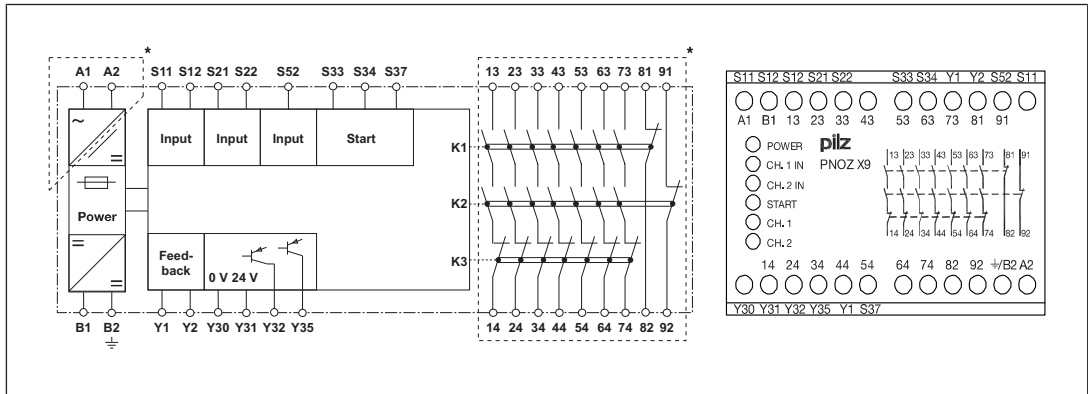 * *
A1 A2 S11 S12 S21 S22 S52 S33 S34 S37 13 23 33 43 53 63 73 81 91
~
=
Input Input Input Start
K1
Power
K2
=
=
Feed-
back
0 V 24 V
K3
B1 B2 Y1 Y2 Y30 Y31 Y32 Y35 14 24 34 44 54 64 74 82 92
S11 S12 S12 S21 S22 S33 S34 Y1 Y2 S52 S11
A1 B1 13 23 33 43 53 63 73 81 91
POWER
pilz
CH. 1 IN
PNOZ X9
CH. 2 IN
START
CH. 1
CH. 2
13 23 33 43 53 63 73 81 91
14 24 34 44 54 64 74 82 92
14 24 34 44 54 64 74 82 92 ⏚/B2 A2
Y30 Y31 Y32 Y35 Y1 S37